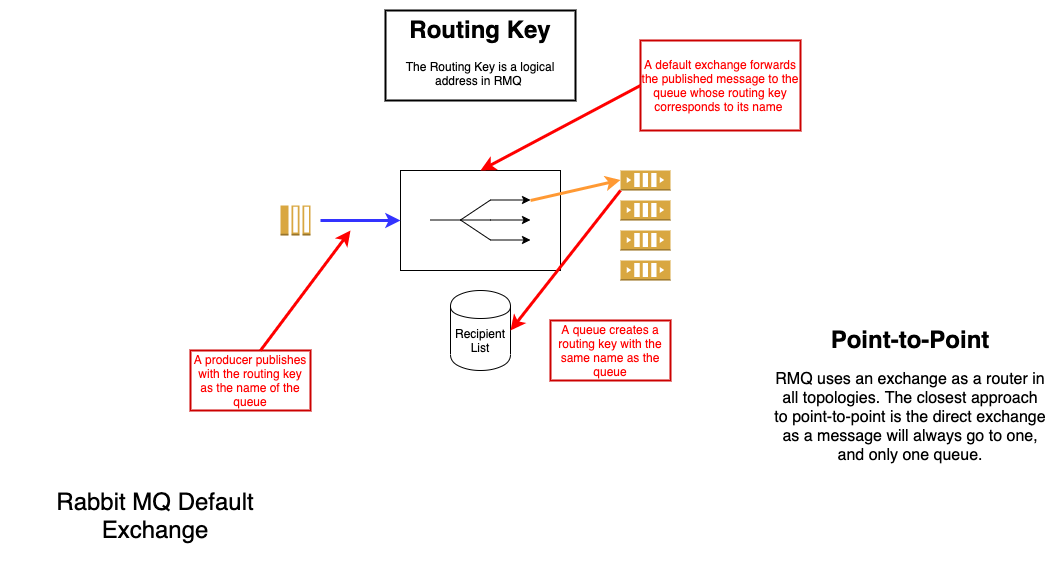 Routing Key
The Routing Key is a logical
address in RMQ
A default exchange forwards
the published message to the
queue whose routing key
corresponds to its name
Recipient
List
A queue creates a
routing key with the
same name as the
queue
A producer publishes
with the routing key
as the name of the
queue
Point-to-Point
RMQ uses an exchange as a router in
all topologies. The closest approach
to point-to-point is the direct exchange
as a message will always go to one,
and only one queue.
Rabbit MQ Default
Exchange